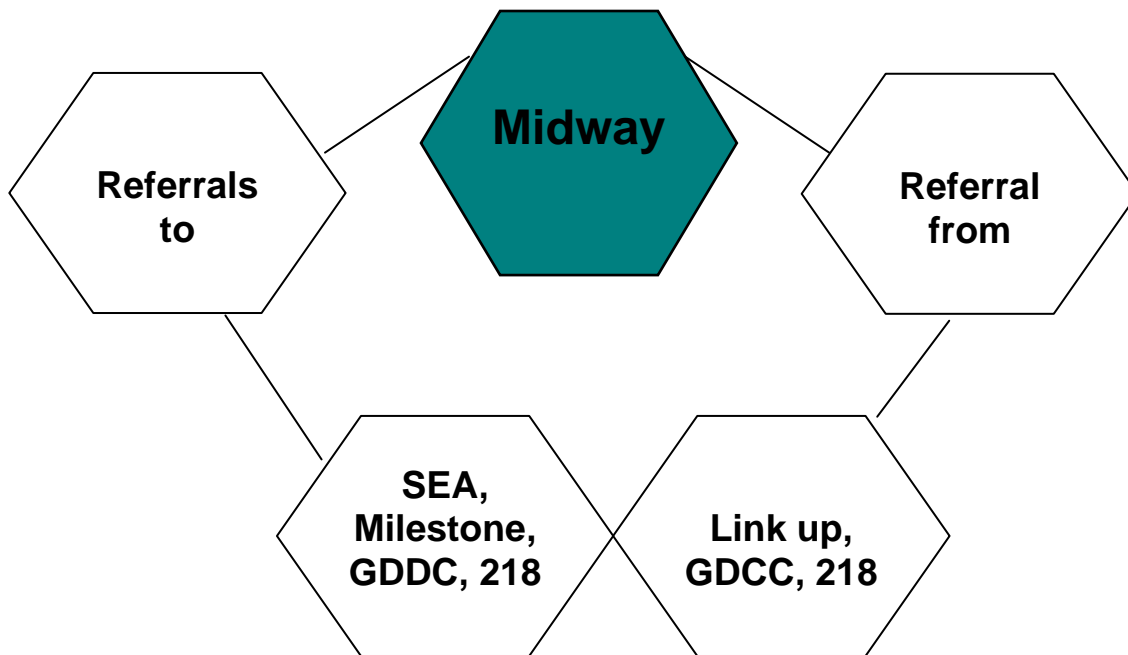 Midway
Referrals
to
Referral
from
SEA,
Milestone,
GDDC, 218
Link up,
GDCC, 218